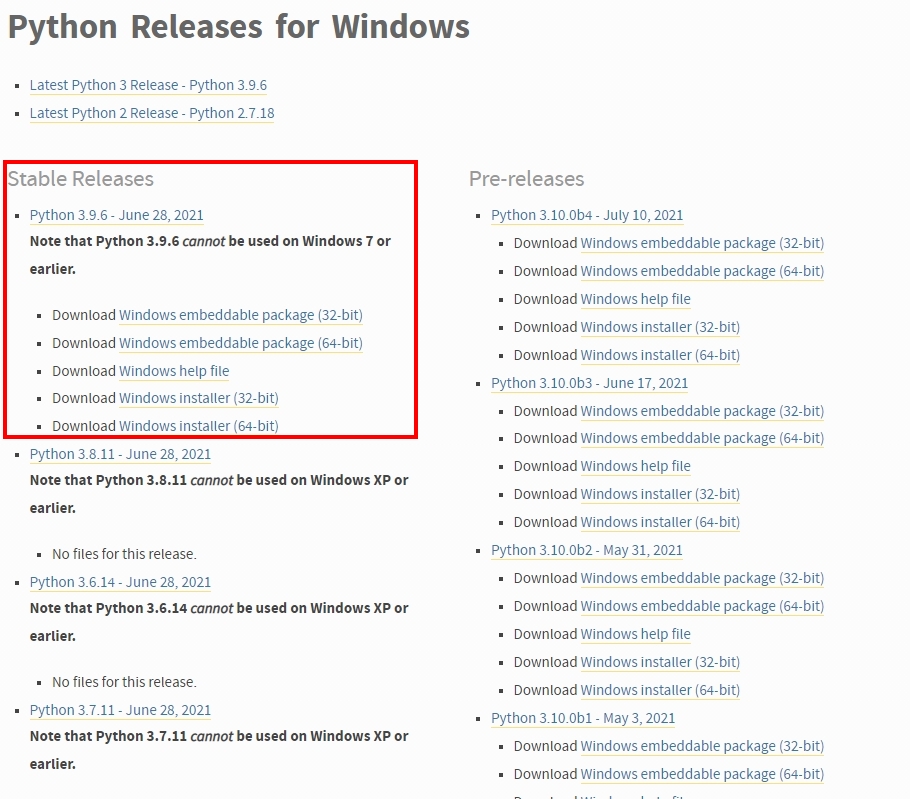 Python Releases for Windows
Latest Python 3 Release - Python 3.9.6
Latest Python 2 Release - Python 2.7.18
Stable Releases
Python 3.9.6 - June 28, 2021
Note that Python 3.9.6 cannot be used on Windows 7 or
earlier.
Download Windows embeddable package (32-bit)
Download Windows embeddable package (64-bit)
Download Windows help file
Download Windows installer (32-bit)
Download Windows installer (64-bit)
Python 3.8.11 - June 28, 2021
Note that Python 3.8.11 cannot be used on Windows XP or
earlier.
No files for this release.
Python 3.6.14 - June 28, 2021
Note that Python 3.6.14 cannot be used on Windows XP or
earlier.
No files for this release.
Python 3.7.11 - June 28, 2021
Note that Python 3.7.11 cannot be used on Windows XP or
earlier.
Pre-releases
Python 3.10.0b4 - July 10, 2021
Download Windows embeddable package (32-bit)
Download Windows embeddable package (64-bit)
Download Windows help file
Download Windows installer (32-bit)
Download Windows installer (64-bit)
Python 3.10.0b3 - June 17, 2021
Download Windows embeddable package (32-bit)
Download Windows embeddable package (64-bit)
Download Windows help file
Download Windows installer (32-bit)
Download Windows installer (64-bit)
Python 3.10.0b2 - May 31, 2021
Download Windows embeddable package (32-bit)
Download Windows embeddable package (64-bit)
Download Windows help file
Download Windows installer (32-bit)
Download Windows installer (64-bit)
Python 3.10.0b1 - May 3, 2021
Download Windows embeddable package (32-bit)
Download Windows embeddable package (64-bit)